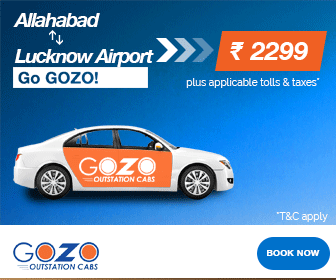 Allahabad
Lucknow Airport
Go GOZO!
₹ 2299
plus applicable tolls & taxes*
GOZO
OUTSTATION CABS
*T&C apply
GOZO
OUTSTATION CABS
BOOK NOW